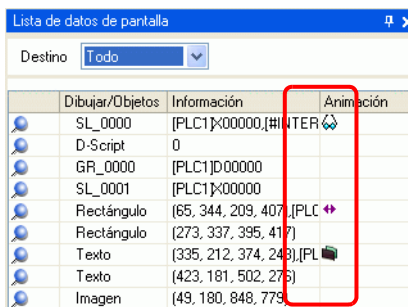 Lista de datos de pantalla
Destino Todo
Dibujar/Objetos Información Animación
SL_0000 [PLC1]X00000,[#INTER
D-Script 0
GR_0000 [PLC1]D00000
SL_0001 [PLC1]X00000
Rectángulo (65, 344, 209, 407),[PLC
Rectángulo (273, 337, 395, 417)
Texto (335, 212, 374, 243),[PL
Texto (423, 181, 502, 276)
Imagen (49, 180, 848, 779)